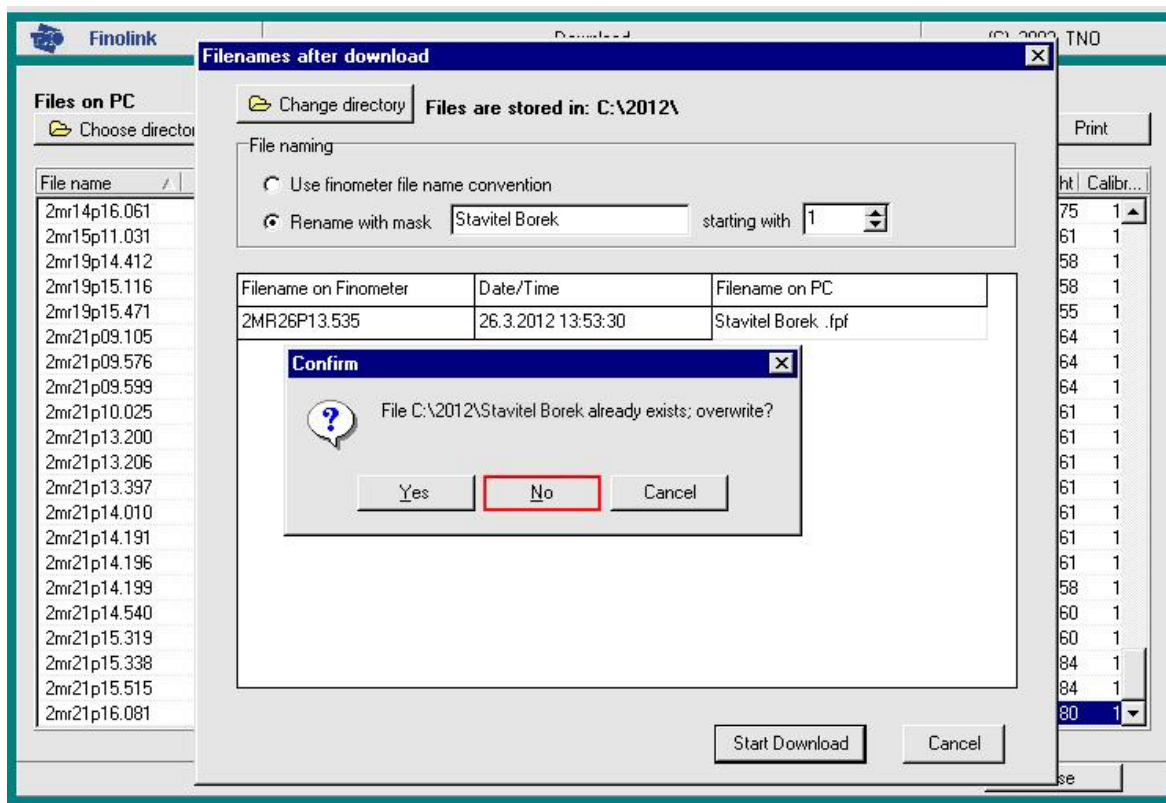 Finolink
Download
(C) 2002 TNO
Filenames after download
Files on PC
Choose director
Change directory
Files are stored in: C:\2012\
Print
File naming
Use finometer file name convention
Rename with mask
Stavitel Borek
starting with
1
File name
ht
Calibr...
2mr14p16.061
75 1
2mr15p11.031
61 1
2mr19p14.412
58 1
2mr19p15.116
58 1
2mr19p15.471
55 1
2mr21p09.105
64 1
2mr21p09.576
64 1
2mr21p09.599
64 1
2mr21p10.025
61 1
2mr21p13.200
61 1
2mr21p13.206
61 1
2mr21p13.397
61 1
2mr21p14.010
61 1
2mr21p14.191
61 1
2mr21p14.196
61 1
2mr21p14.199
58 1
2mr21p14.540
60 1
2mr21p15.319
60 1
2mr21p15.338
84 1
2mr21p15.515
84 1
2mr21p16.081
80 1
Filename on Finometer
Date/Time
Filename on PC
2MR26P13.535
26.3.2012 13:53:30
Stavitel Borek .fpf
Confirm
File C:\2012\Stavitel Borek already exists; overwrite?
Yes
No
Cancel
Start Download
Cancel
se